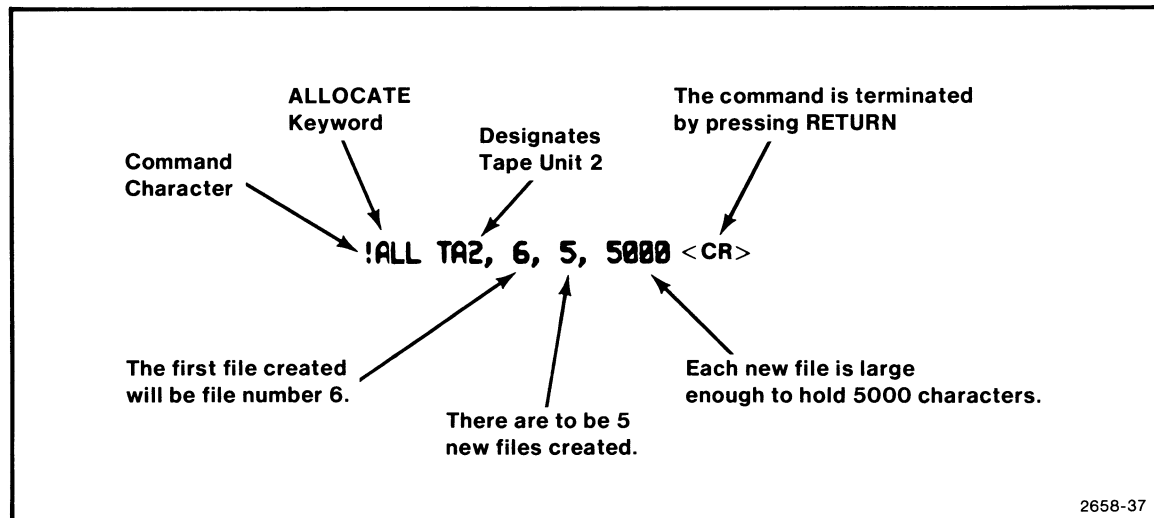 ALLOCATE
Keyword
The command is terminated
by pressing RETURN
Designates
Tape Unit 2
Command
Character
!ALL TA2, 6, 5, 5000 <CR>
The first file created
will be file number 6.
Each new file is large
enough to hold 5000 characters.
There are to be 5
new files created.
2658-37